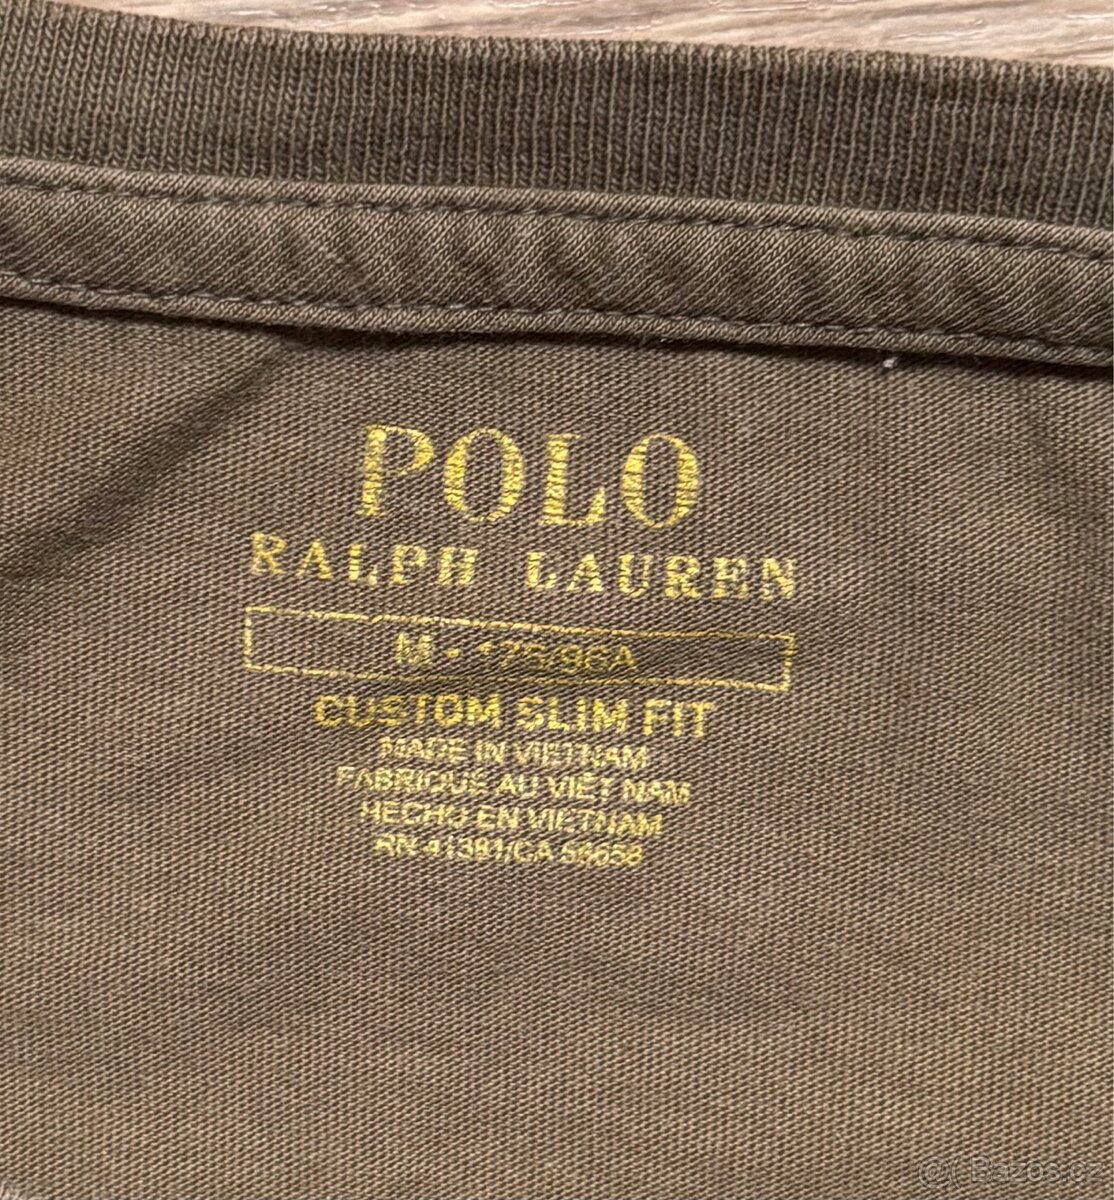 POLO
RALPH LAUREN
M • 175/96A
CUSTOM SLIM FIT
MADE IN VIETNAM
FABRIQUÉ AU VIÊT NAM
HECHO EN VIETNAM
RN 41381/CA 56658
Bazos.cz